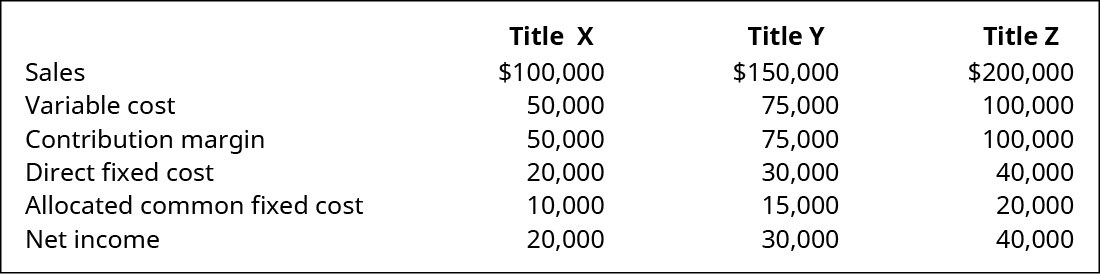 Title X Title Y Title Z
Sales $100,000 $150,000 $200,000
Variable cost 50,000 75,000 100,000
Contribution margin 50,000 75,000 100,000
Direct fixed cost 20,000 30,000 40,000
Allocated common fixed cost 10,000 15,000 20,000
Net income 20,000 30,000 40,000